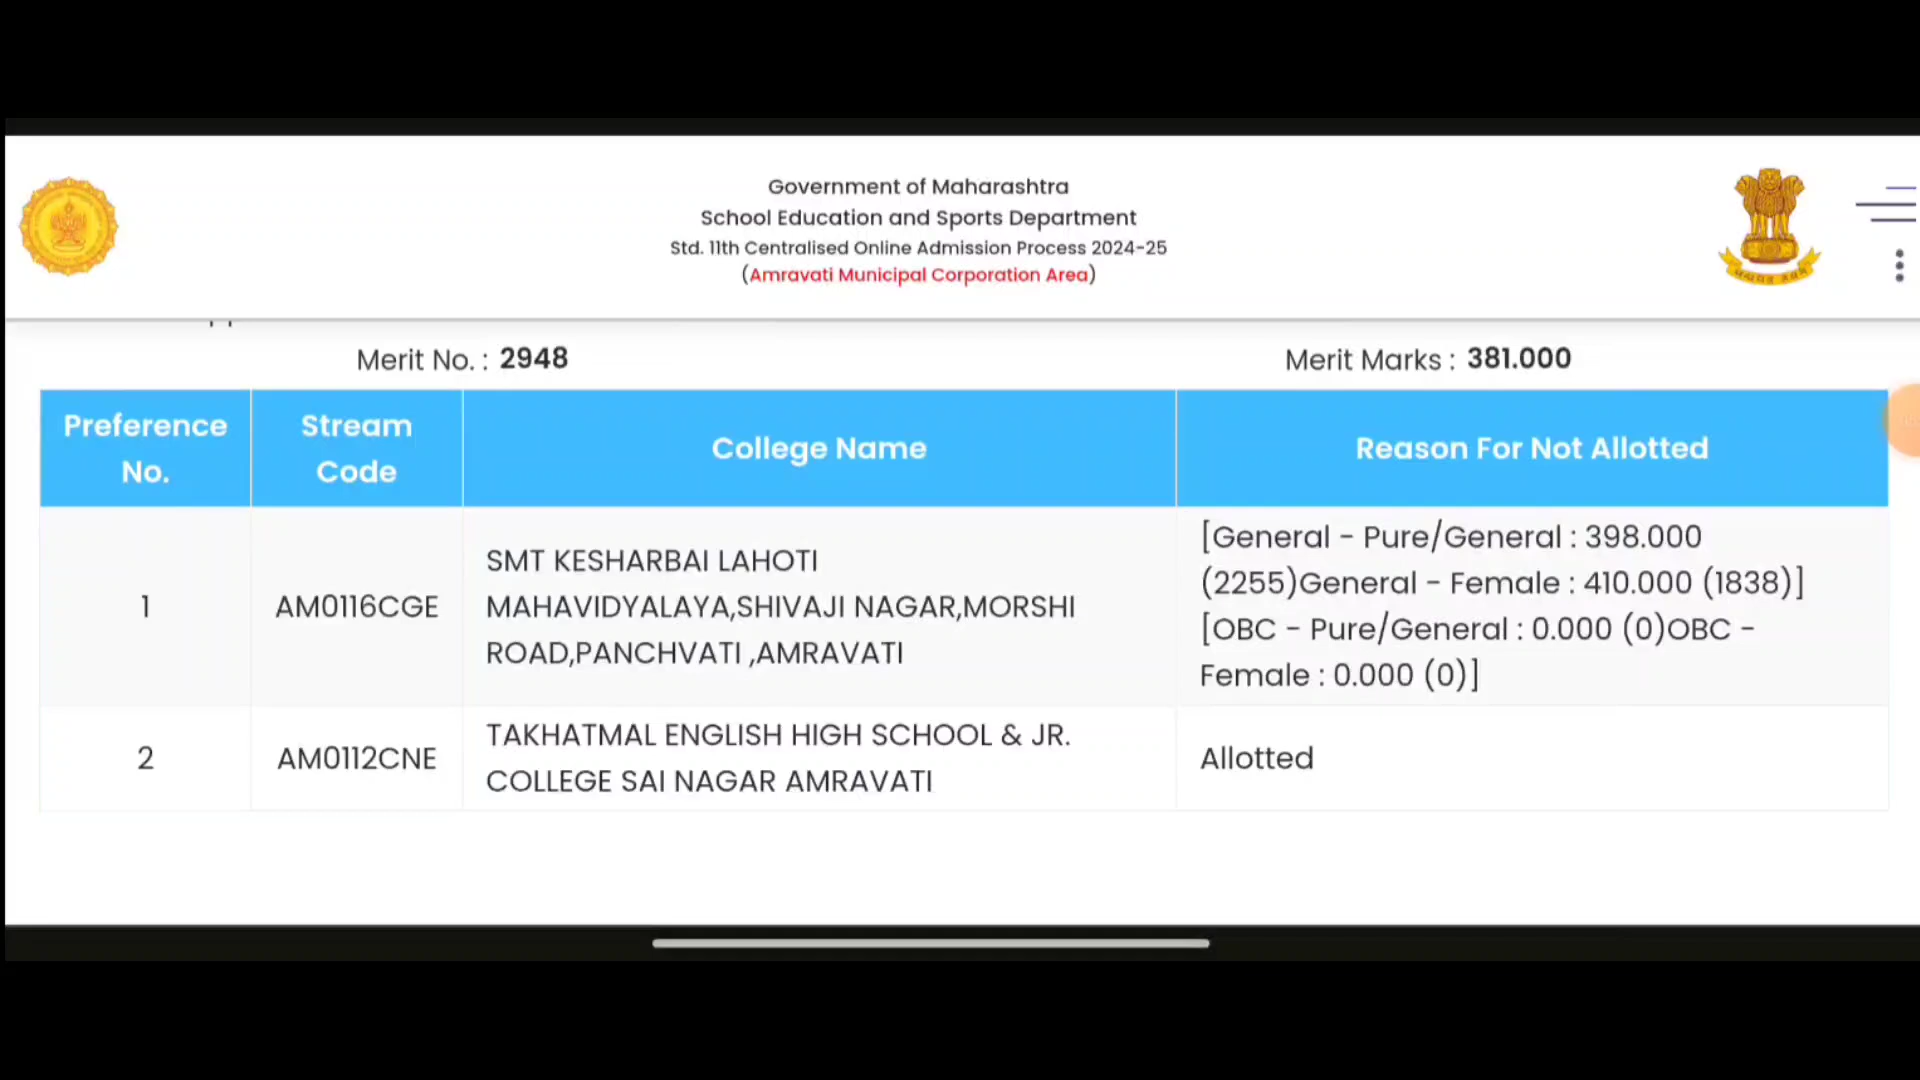 Government of Maharashtra
School Education and Sports Department
Std. 11th Centralised Online Admission Process 2024-25
(Amravati Municipal Corporation Area)
Merit No. : 2948
Merit Marks : 381.000
Preference No.
Stream Code
College Name
Reason For Not Allotted
1
AM0116CGE
SMT KESHARBAI LAHOTI
MAHAVIDYALAYA,SHIVAJI NAGAR,MORSHI
ROAD,PANCHVATI ,AMRAVATI
[General - Pure/General : 398.000
(2255)General - Female : 410.000 (1838)]
[OBC - Pure/General : 0.000 (0)OBC -
Female : 0.000 (0)]
2
AM0112CNE
TAKHATMAL ENGLISH HIGH SCHOOL & JR.
COLLEGE SAI NAGAR AMRAVATI
Allotted